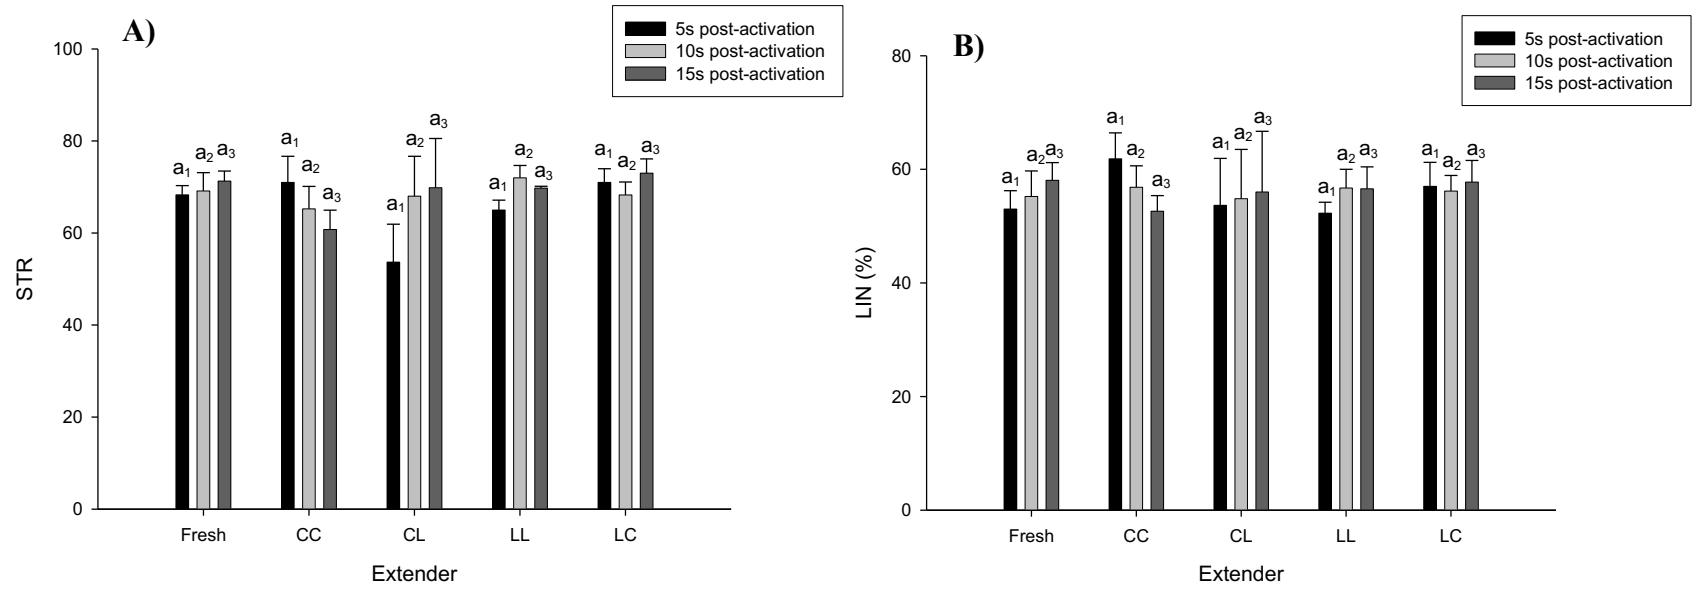 A)
5s post-activation
10s post-activation
15s post-activation
100
80
60
40
20
0
STR
a1 a2 a3
a1 a2 a3
a1 a2 a3
a1 a2 a3
a1 a2 a3
Fresh CC CL LL LC
Extender
B)
5s post-activation
10s post-activation
15s post-activation
80
60
40
20
0
LIN (%)
a1 a2 a3
a1 a2 a3
a1 a2 a3
a1 a2 a3
a1 a2 a3
Fresh CC CL LL LC
Extender